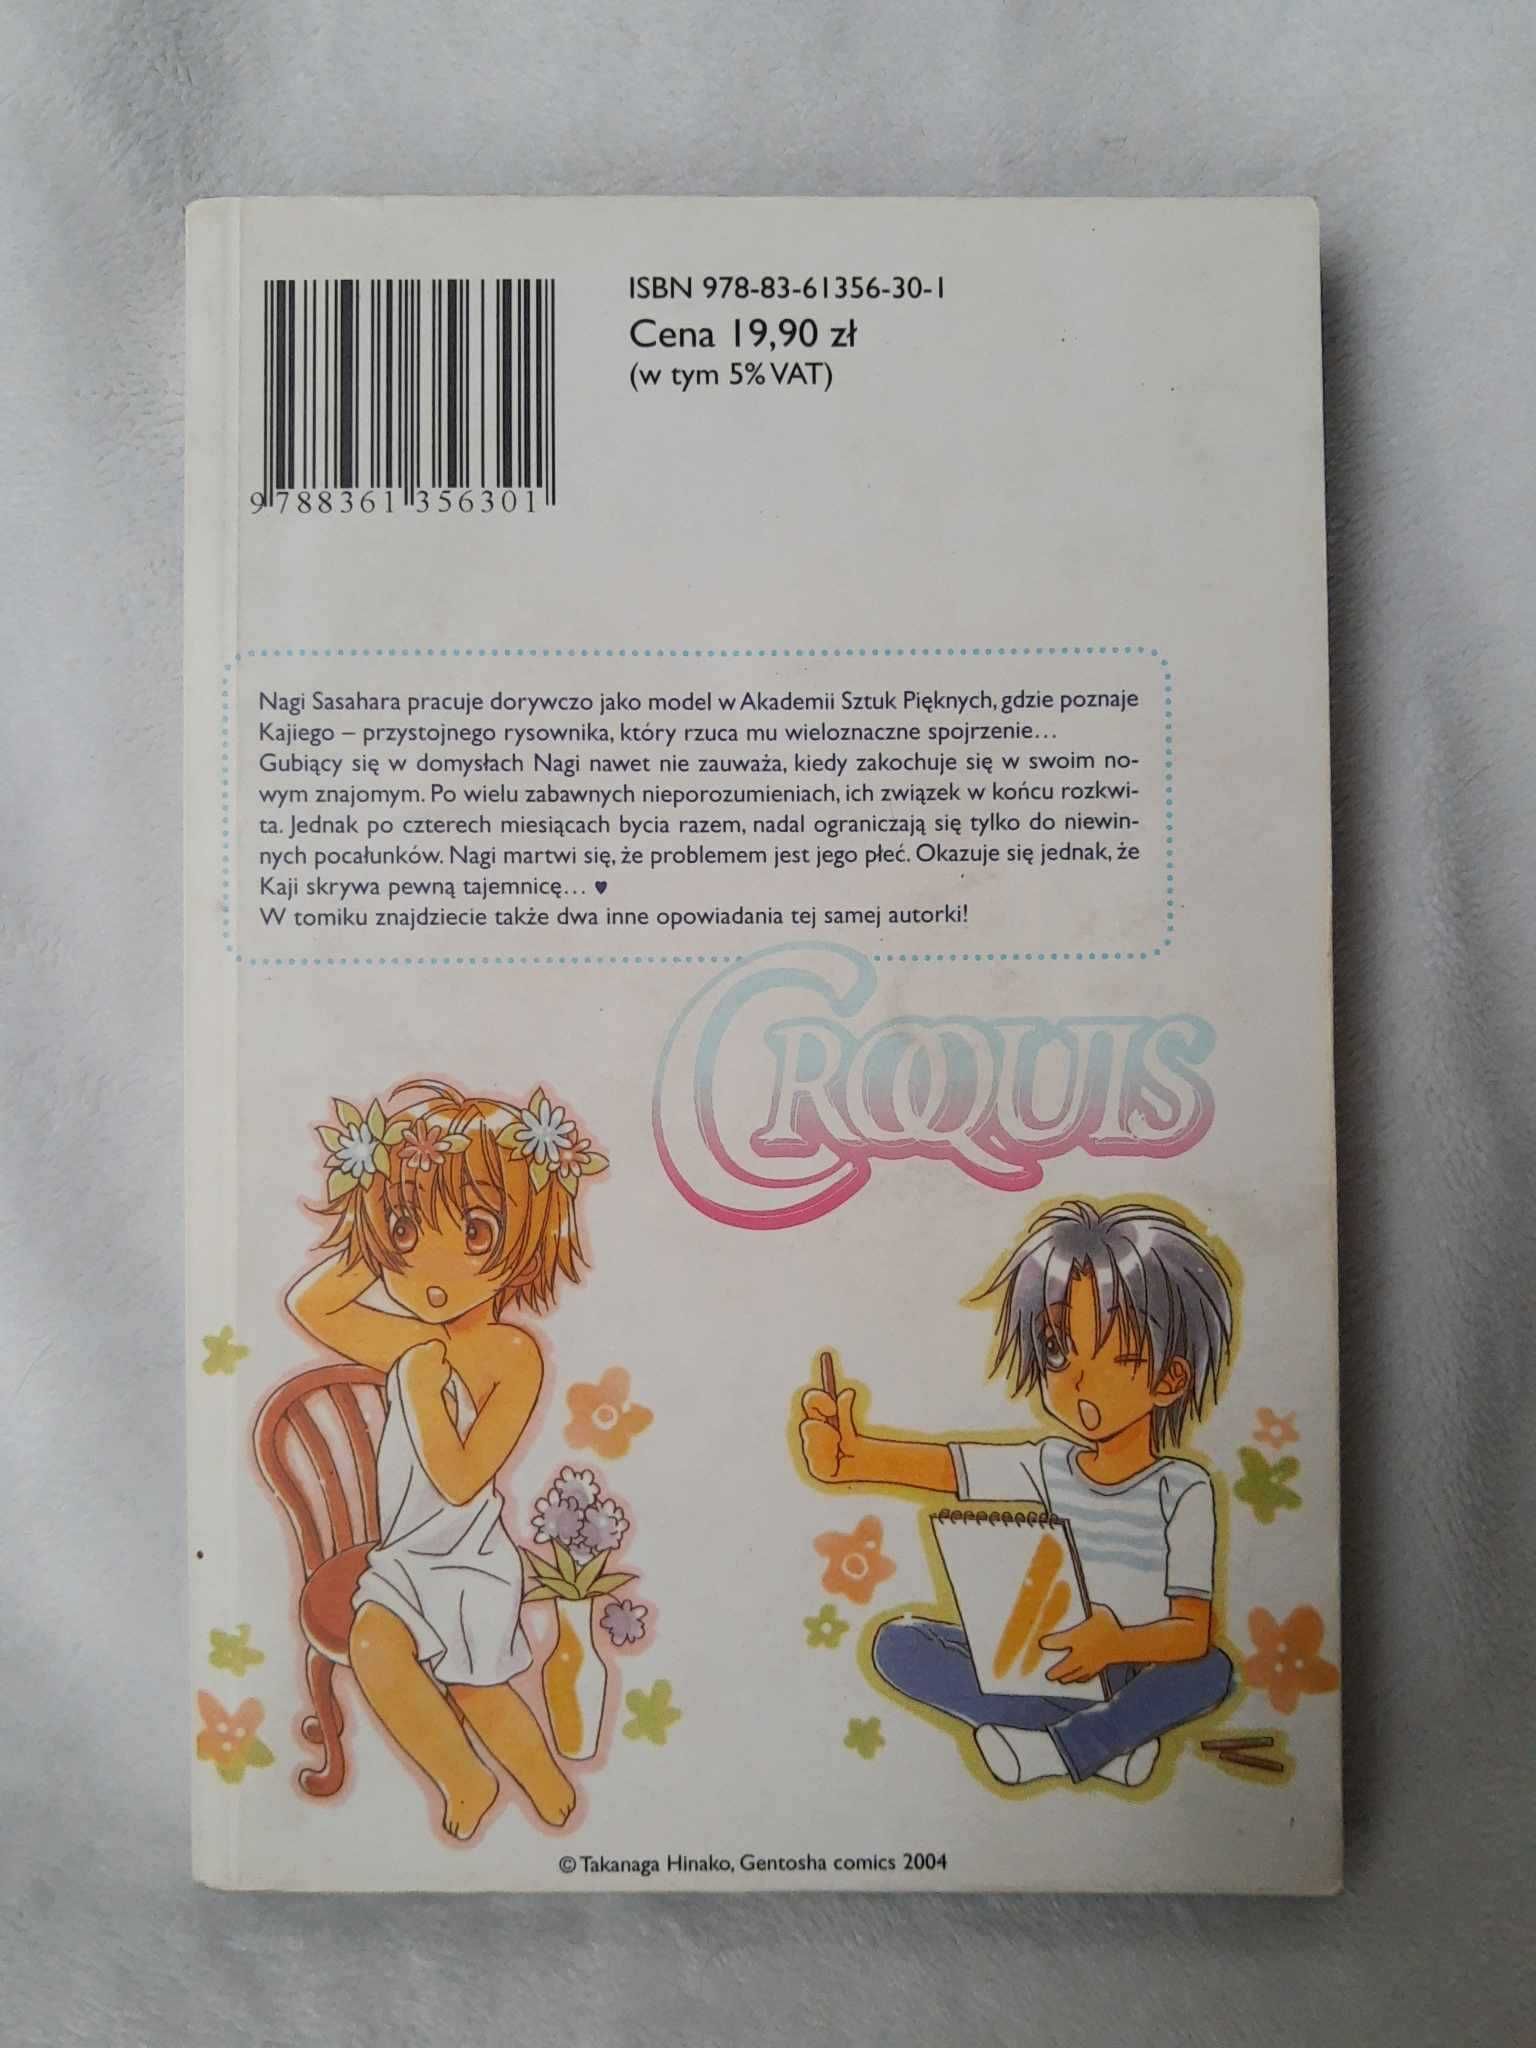 ISBN 978-83-61356-30-1
Cena 19,90 zł
(w tym 5% VAT)
9 788361 356301
Nagi Sasahara pracuje dorywczo jako model w Akademii Sztuk Pięknych, gdzie poznaje
Kajiego – przystojnego rysownika, który rzuca mu wieloznaczne spojrzenie…
Gubiący się w domysłach Nagi nawet nie zauważa, kiedy zakochuje się w swoim no-
wym znajomym. Po wielu zabawnych nieporozumieniach, ich związek w końcu rozkwi-
ta. Jednak po czterech miesiącach bycia razem, nadal ograniczają się tylko do niewin-
nych pocałunków. Nagi martwi się, że problemem jest jego płeć. Okazuje się jednak, że
Kaji skrywa pewną tajemnicę… ♥
W tomiku znajdziecie także dwa inne opowiadania tej samej autorki!
CROQUIS
© Takanaga Hinako, Gentosha comics 2004